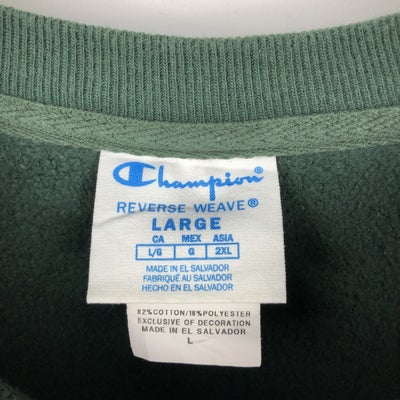 Champion®
REVERSE WEAVE®
LARGE
CA MEX ASIA
L/G G 2XL
MADE IN EL SALVADOR
FABRIQUÉ AU SALVADOR
HECHO EN EL SALVADOR
82%COTTON/18%POLYESTER
EXCLUSIVE OF DECORATION
MADE IN EL SALVADOR
L